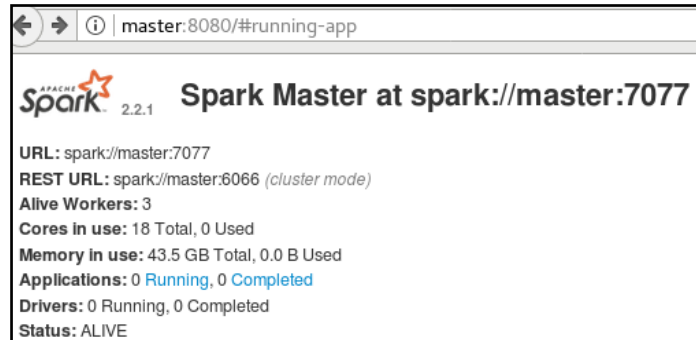 master:8080/#running-app
APACHE
Spark 2.2.1 Spark Master at spark://master:7077
URL: spark://master:7077
REST URL: spark://master:6066 (cluster mode)
Alive Workers: 3
Cores in use: 18 Total, 0 Used
Memory in use: 43.5 GB Total, 0.0 B Used
Applications: 0 Running, 0 Completed
Drivers: 0 Running, 0 Completed
Status: ALIVE